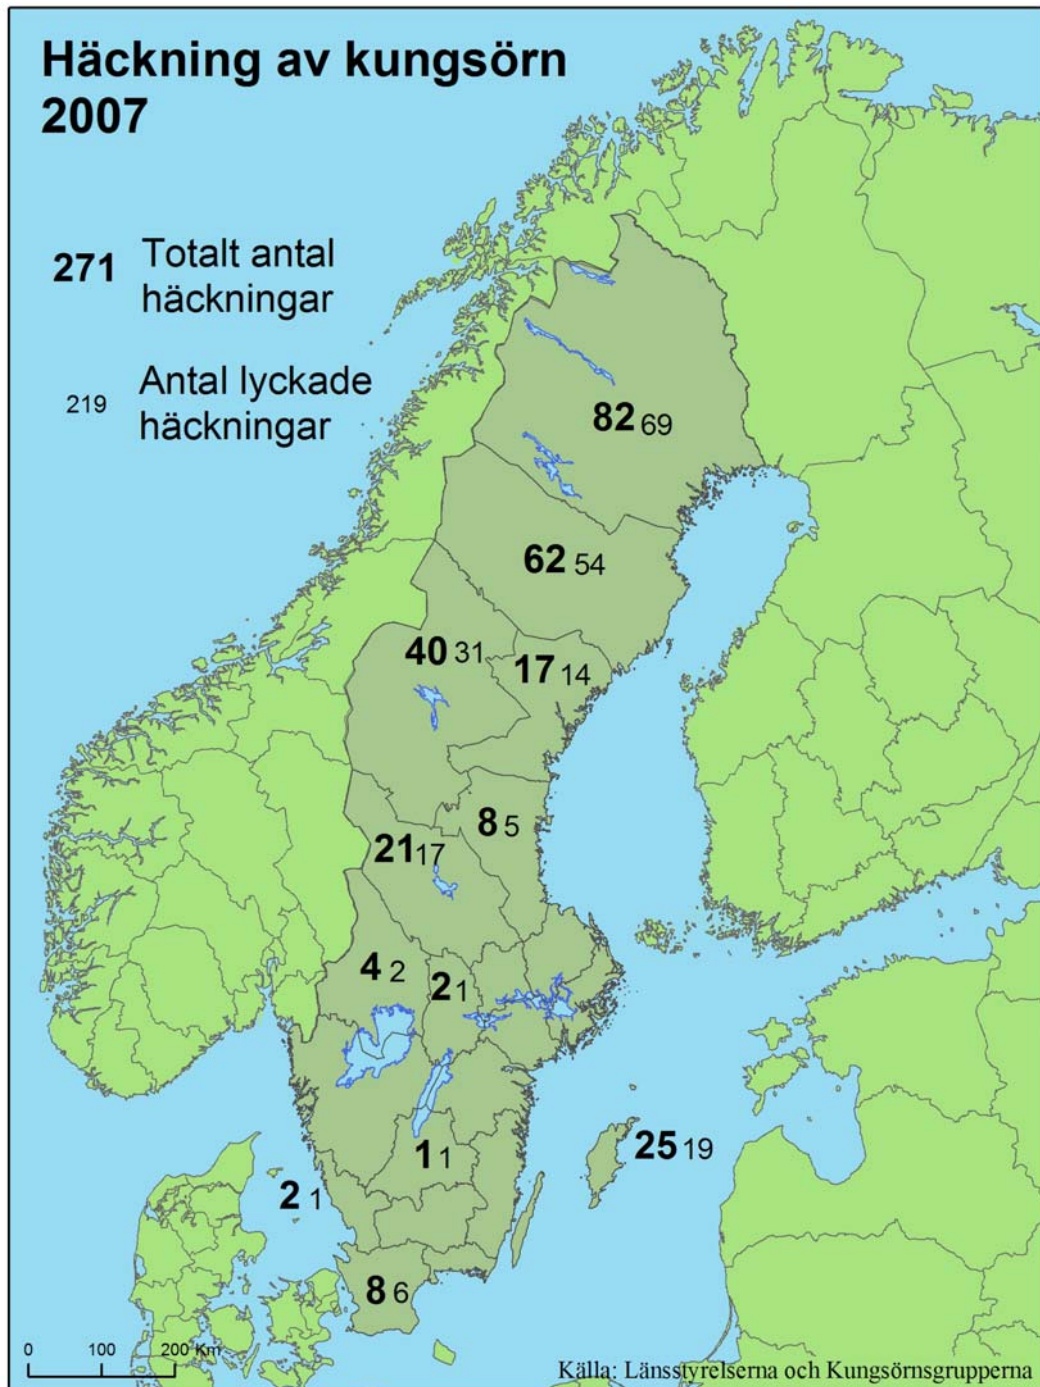 Häckning av kungsörn
2007
271 Totalt antal
häckningar
219 Antal lyckade
häckningar
82 69
62 54
40 31
17 14
8 5
21 17
4 2
2 1
25 19
1 1
2 1
8 6
0 100 200 Km
Källa: Länsstyrelserna och Kungsörnsgrupperna